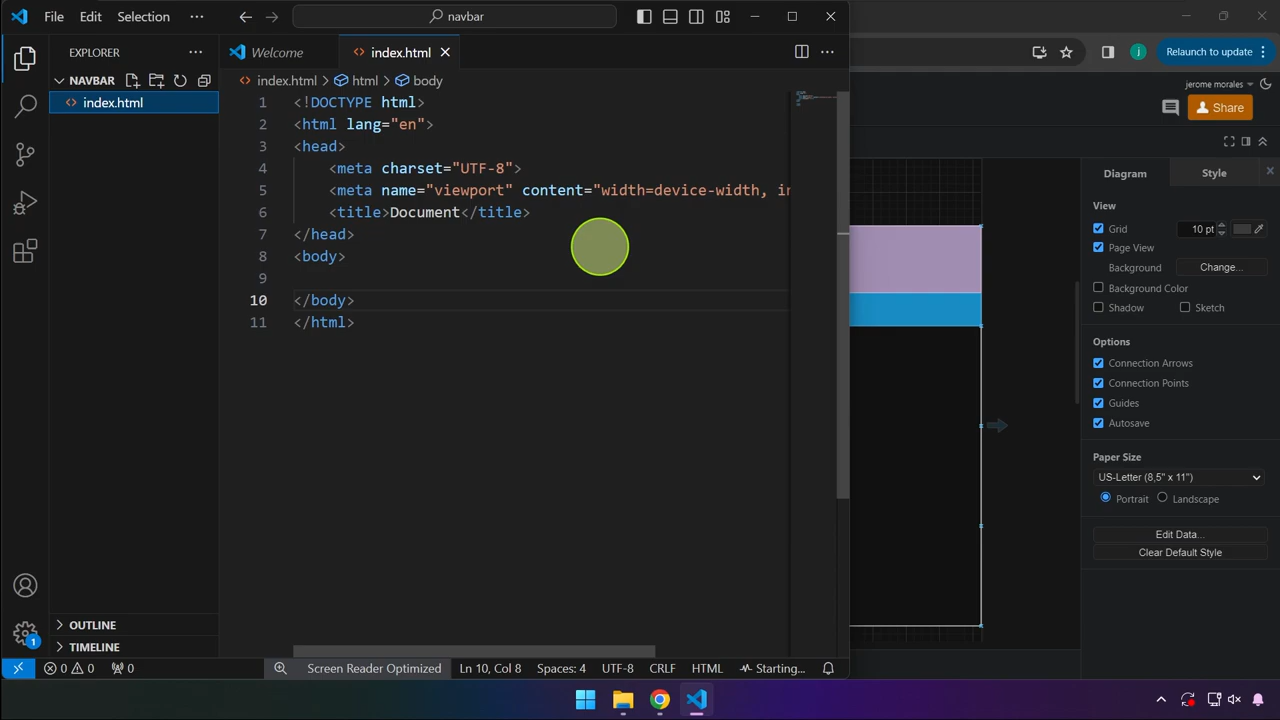 File Edit Selection ··· navbar
EXPLORER ···
NAVBAR
index.html
Welcome
index.html
index.html > html > body
1 <!DOCTYPE html>
2 <html lang="en">
3 <head>
4 <meta charset="UTF-8">
5 <meta name="viewport" content="width=device-width, in
6 <title>Document</title>
7 </head>
8 <body>
9
10 </body>
11 </html>
OUTLINE
TIMELINE
1
0 0 0 Screen Reader Optimized Ln 10, Col 8 Spaces: 4 UTF-8 CRLF HTML Starting...
j Relaunch to update
jerome morales
Share
Diagram Style
View
Grid 10 pt
Page View
Background Change...
Background Color
Shadow Sketch
Options
Connection Arrows
Connection Points
Guides
Autosave
Paper Size
US-Letter (8,5" x 11")
Portrait Landscape
Edit Data...
Clear Default Style